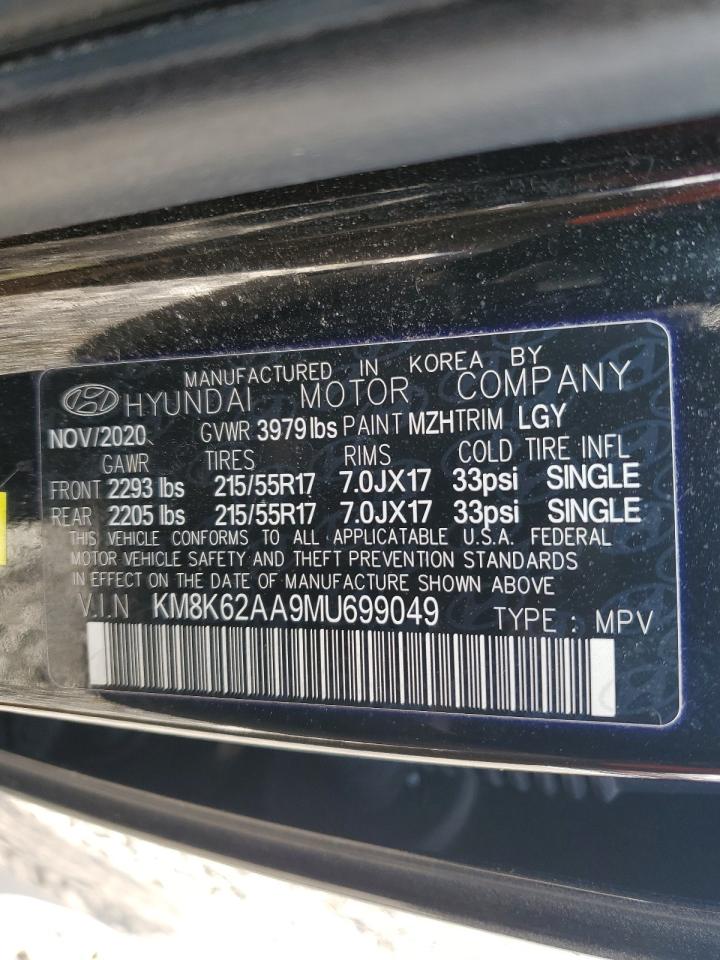 MANUFACTURED IN KOREA BY
HYUNDAI MOTOR COMPANY
NOV/2020 GVWR 3979 lbs PAINT MZH TRIM LGY
GAWR TIRES RIMS COLD TIRE INFL
FRONT 2293 lbs 215/55R17 7.0JX17 33psi SINGLE
REAR 2205 lbs 215/55R17 7.0JX17 33psi SINGLE
THIS VEHICLE CONFORMS TO ALL APPLICATABLE U.S.A. FEDERAL
MOTOR VEHICLE SAFETY AND THEFT PREVENTION STANDARDS
IN EFFECT ON THE DATE OF MANUFACTURE SHOWN ABOVE
V.I.N KM8K62AA9MU699049 TYPE : MPV